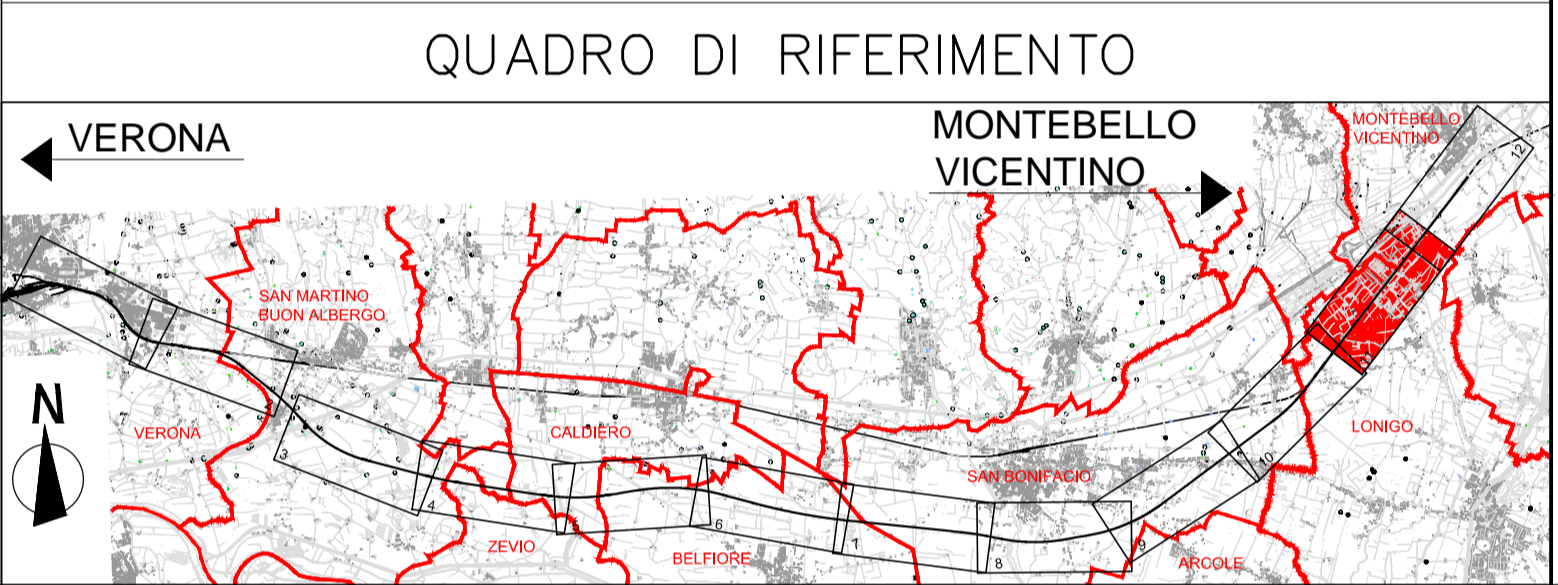 QUADRO DI RIFERIMENTO
VERONA
MONTEBELLO
VICENTINO
MONTEBELLO
VICENTINO
12
SAN MARTINO
BUON ALBERGO
N
VERONA
3
4
CALDIERO
5
ZEVIO
6
BELFIORE
7
SAN BONIFACIO
8
9
ARCOLE
10
11
LONIGO